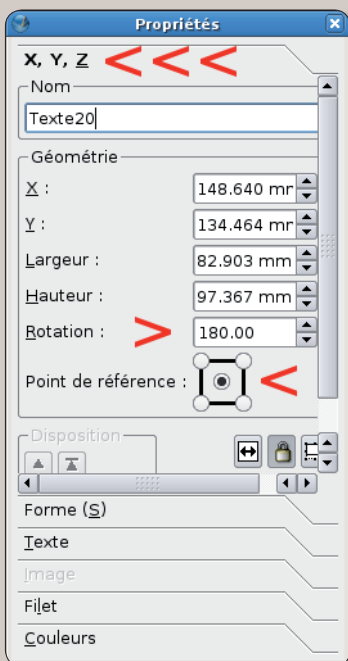 Propriétés
X, Y, Z < < <
Nom
Texte20
Géométrie
X : 148.640 mr
Y : 134.464 mm
Largeur : 82.903 mm
Hauteur : 97.367 mm
Rotation : > 180.00
Point de référence : <
Disposition
Forme (S)
Texte
Image
Filet
Couleurs